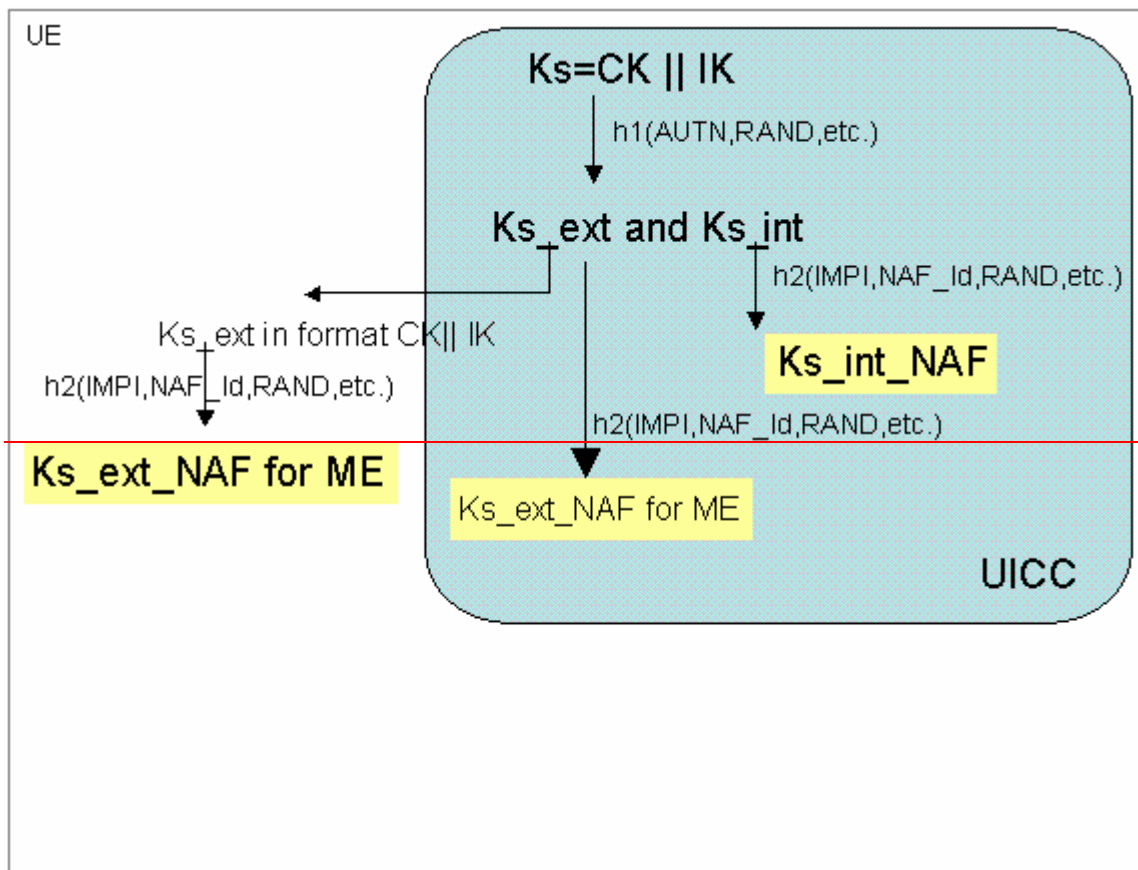 UE
Ks=CK || IK
h1(AUTN,RAND,etc.)
Ks_ext and Ks_int
h2(IMPI,NAF_Id,RAND,etc.)
Ks_ext in format CK|| IK
Ks_int_NAF
h2(IMPI,NAF_Id,RAND,etc.)
h2(IMPI,NAF_Id,RAND,etc.)
Ks_ext_NAF for ME
Ks_ext_NAF for ME
UICC